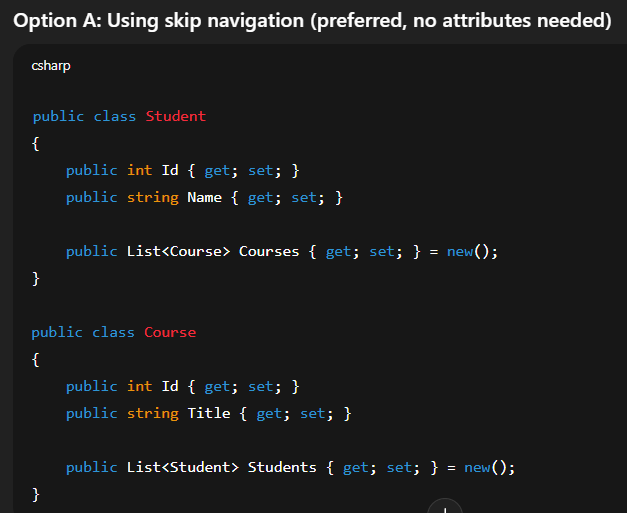 Option A: Using skip navigation (preferred, no attributes needed)
csharp
public class Student
{
public int Id { get; set; }
public string Name { get; set; }
public List<Course> Courses { get; set; } = new();
}
public class Course
{
public int Id { get; set; }
public string Title { get; set; }
public List<Student> Students { get; set; } = new();
}